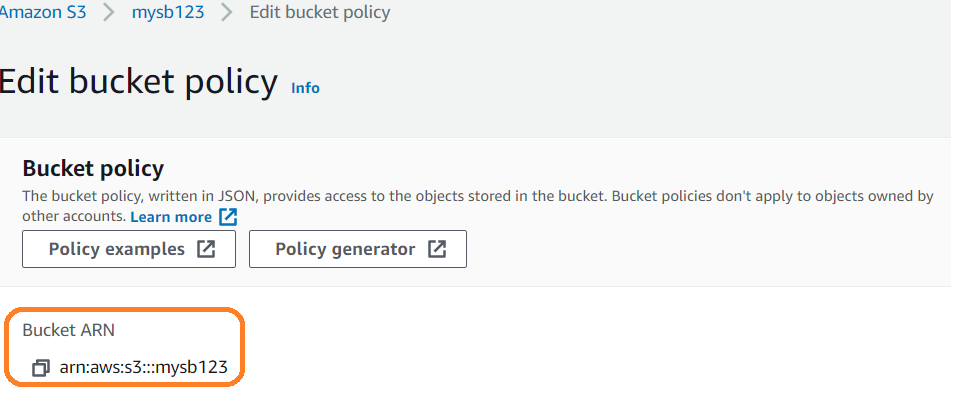 Amazon S3 > mysb123 > Edit bucket policy
Edit bucket policy Info
Bucket policy
The bucket policy, written in JSON, provides access to the objects stored in the bucket. Bucket policies don't apply to objects owned by
other accounts. Learn more
Policy examples Policy generator
Bucket ARN
arn:aws:s3:::mysb123